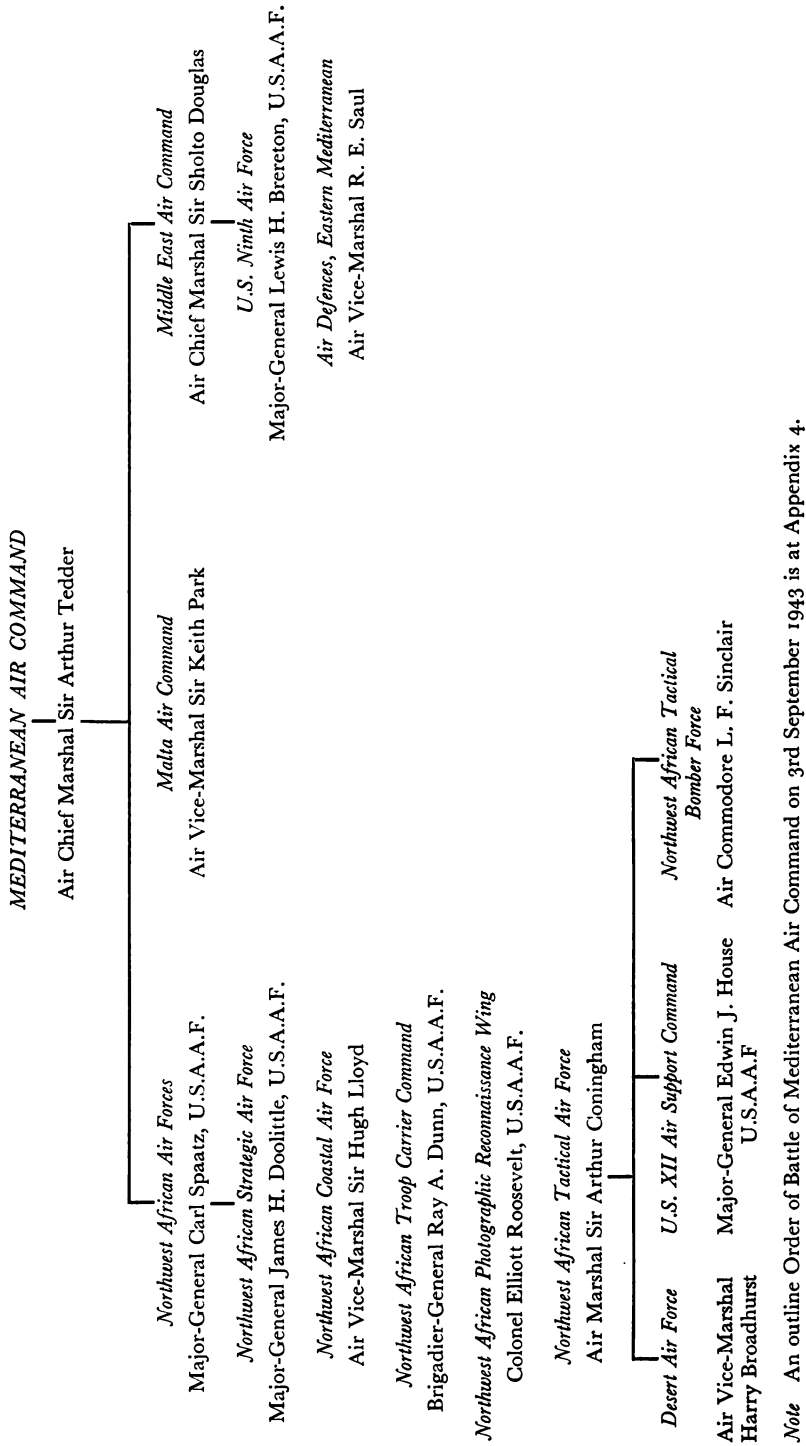 MEDITERRANEAN AIR COMMAND
Air Chief Marshal Sir Arthur Tedder
Northwest African Air Forces
Major-General Carl Spaatz, U.S.A.A.F.
Northwest African Strategic Air Force
Major-General James H. Doolittle, U.S.A.A.F.
Northwest African Coastal Air Force
Air Vice-Marshal Sir Hugh Lloyd
Northwest African Troop Carrier Command
Brigadier-General Ray A. Dunn, U.S.A.A.F.
Northwest African Photographic Reconnaissance Wing
Colonel Elliott Roosevelt, U.S.A.A.F.
Northwest African Tactical Air Force
Air Marshal Sir Arthur Coningham
Malta Air Command
Air Vice-Marshal Sir Keith Park
Middle East Air Command
Air Chief Marshal Sir Sholto Douglas
U.S. Ninth Air Force
Major-General Lewis H. Brereton, U.S.A.A.F.
Air Defences, Eastern Mediterranean
Air Vice-Marshal R. E. Saul
Desert Air Force
Air Vice-Marshal
Harry Broadhurst
U.S. XII Air Support Command
Major-General Edwin J. House
U.S.A.A.F
Northwest African Tactical
Bomber Force
Air Commodore L. F. Sinclair
Note An outline Order of Battle of Mediterranean Air Command on 3rd September 1943 is at Appendix 4.